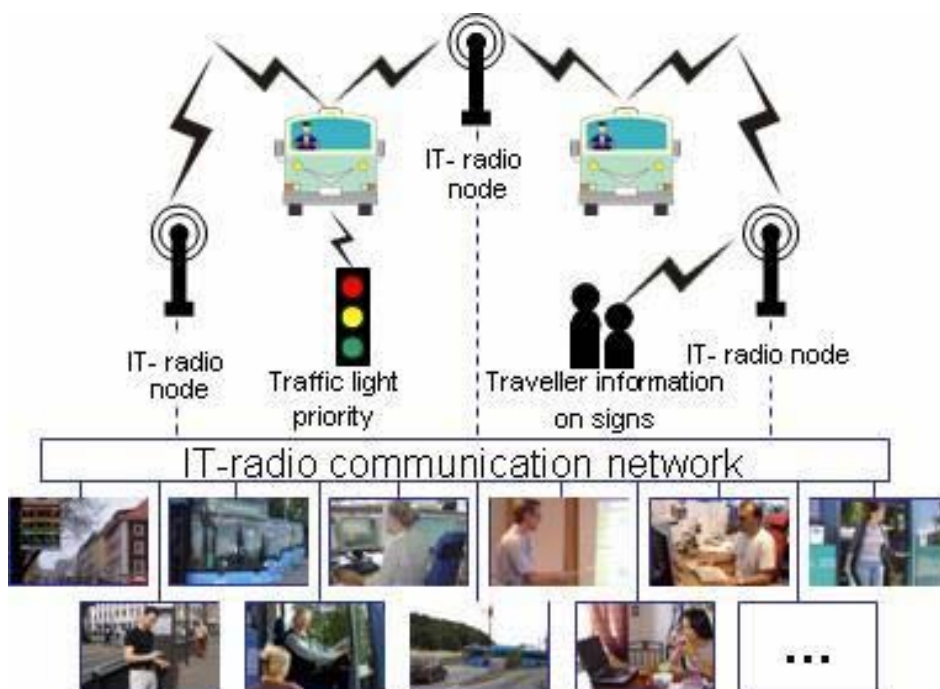 IT- radio
node
IT- radio
node
Traffic light
priority
Traveller information
on signs
IT- radio node
IT-radio communication network
...